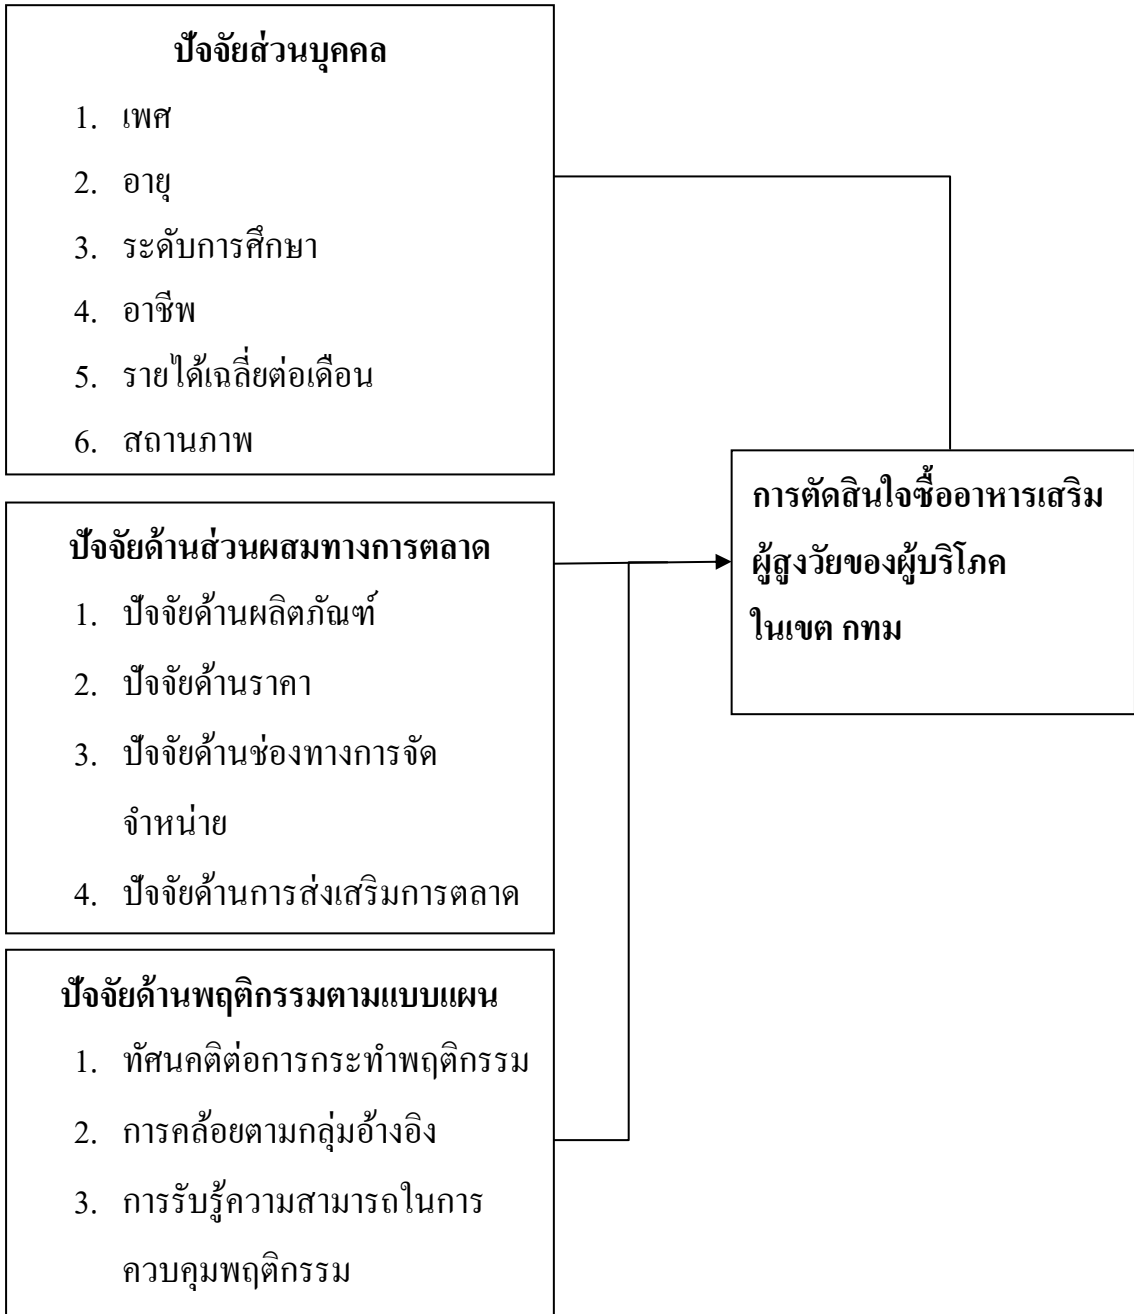 ปัจจัยส่วนบุคคล
1. เพศ
2. อายุ
3. ระดับการศึกษา
4. อาชีพ
5. รายได้เฉลี่ยต่อเดือน
6. สถานภาพ
ปัจจัยด้านส่วนผสมทางการตลาด
1. ปัจจัยด้านผลิตภัณฑ์
2. ปัจจัยด้านราคา
3. ปัจจัยด้านช่องทางการจัด
จำหน่าย
4. ปัจจัยด้านการส่งเสริมการตลาด
ปัจจัยด้านพฤติกรรมตามแบบแผน
1. ทัศนคติต่อการกระทำพฤติกรรม
2. การคล้อยตามกลุ่มอ้างอิง
3. การรับรู้ความสามารถในการ
ควบคุมพฤติกรรม
การตัดสินใจซื้ออาหารเสริม
ผู้สูงวัยของผู้บริโภค
ในเขต กทม